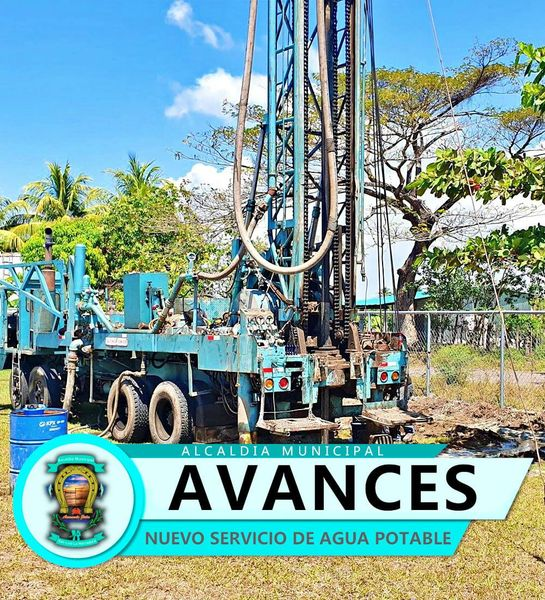 ALCALDIA MUNICIPAL
AVANCES
NUEVO SERVICIO DE AGUA POTABLE